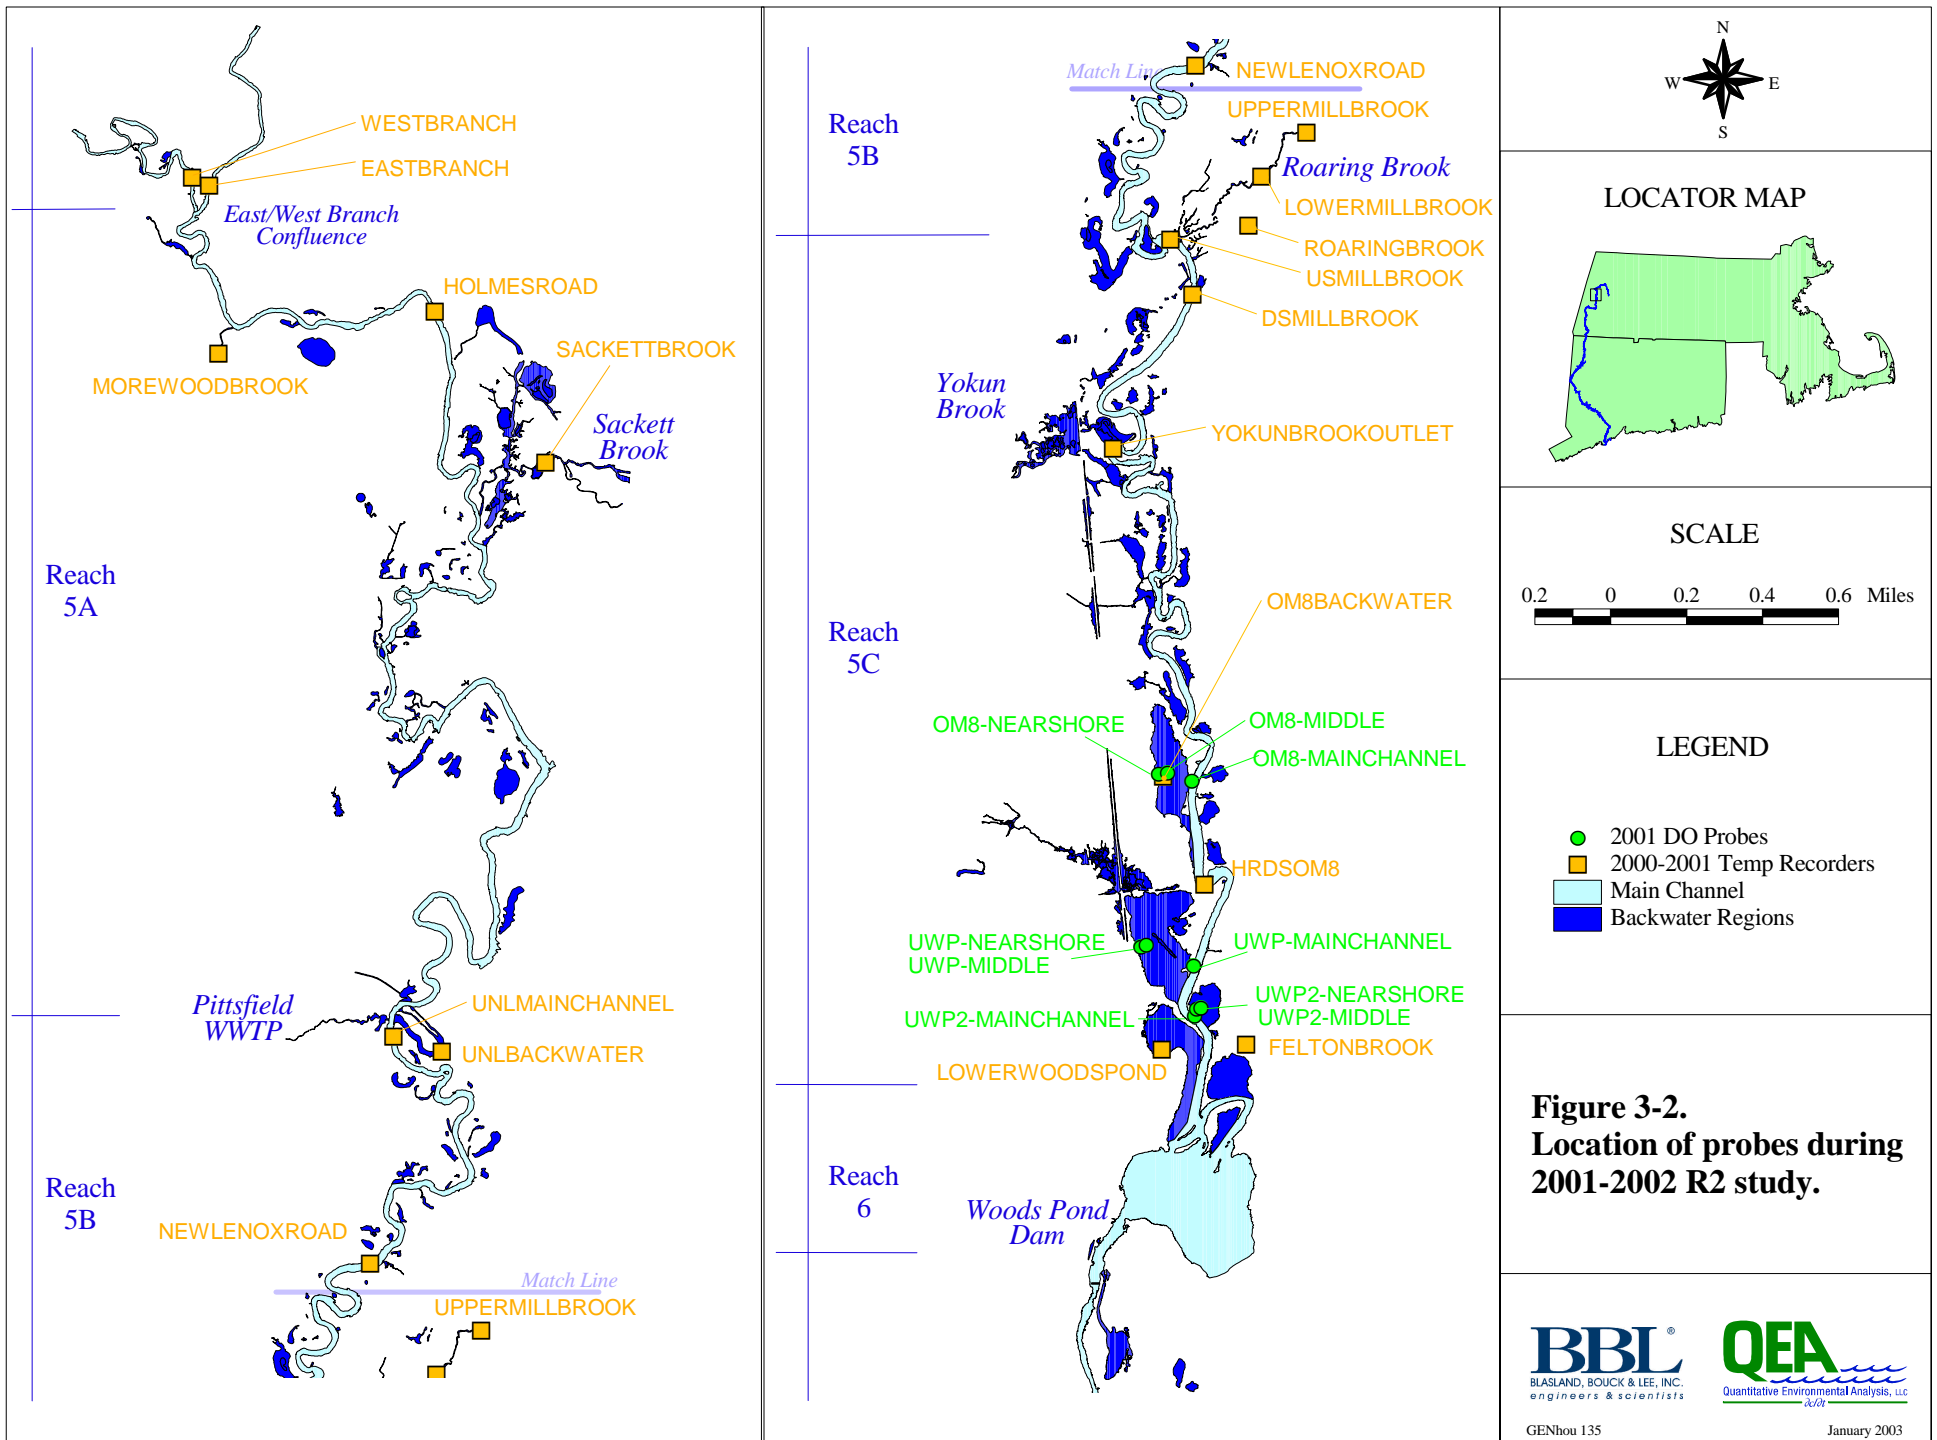 WESTBRANCH
EASTBRANCH
East/West Branch
Confluence
HOLMESROAD
MOREWOODBROOK
SACKETTBROOK
Sackett
Brook
Reach
5A
Pittsfield
WWTP
UNLMAINCHANNEL
UNLBACKWATER
Reach
5B
NEWLENOXROAD
Match Line
UPPERMILLBROOK
Match Line
NEWLENOXROAD
UPPERMILLBROOK
Reach
5B
Roaring Brook
LOWERMILLBROOK
ROARINGBROOK
USMILLBROOK
DSMILLBROOK
Yokun
Brook
YOKUNBROOKOUTLET
OM8BACKWATER
Reach
5C
OM8-NEARSHORE
OM8-MIDDLE
OM8-MAINCHANNEL
HRDSOM8
UWP-NEARSHORE
UWP-MIDDLE
UWP-MAINCHANNEL
UWP2-NEARSHORE
UWP2-MIDDLE
UWP2-MAINCHANNEL
FELTONBROOK
LOWERWOODSPOND
Reach
6
Woods Pond
Dam
N
W E
S
LOCATOR MAP
SCALE
0.2 0 0.2 0.4 0.6 Miles
LEGEND
2001 DO Probes
2000-2001 Temp Recorders
Main Channel
Backwater Regions
Figure 3-2.
Location of probes during
2001-2002 R2 study.
BBL®
BLASLAND, BOUCK & LEE, INC.
engineers & scientists
QEA
Quantitative Environmental Analysis, LLC
∂c/∂t
GENhou 135
January 2003